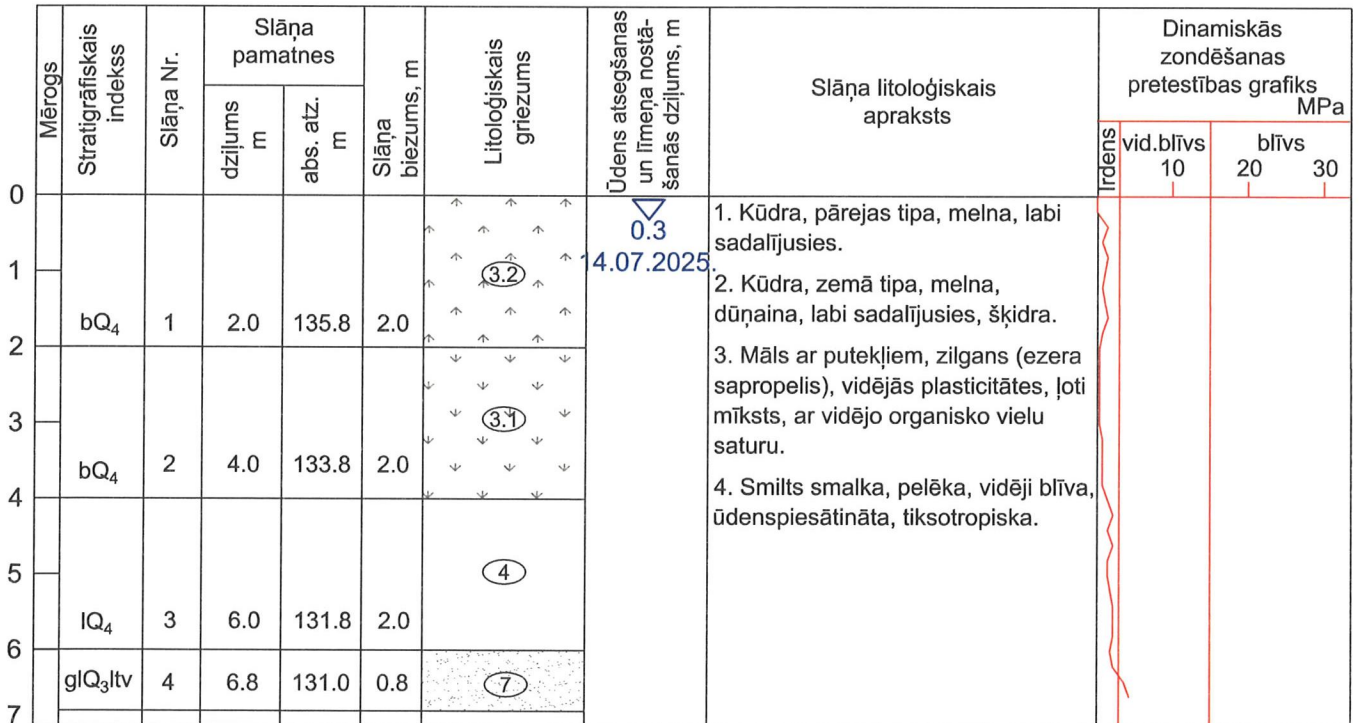 Mērogs
Stratigrāfiskais
indekss
Slāņa Nr.
Slāņa
pamatnes
dziļums
m
abs. atz.
m
Slāņa
biezums, m
Litoloģiskais
griezums
Ūdens atsegšanas
un līmeņa nostā-
šanās dziļums, m
Slāņa litoloģiskais
apraksts
Dinamiskās
zondēšanas
pretestības grafiks
MPa
Irdens
vid.blīvs
blīvs
10 20 30
0
1
2
3
4
5
6
7
bQ₄ 1 2.0 135.8 2.0
3.2
bQ₄ 2 4.0 133.8 2.0
3.1
lQ₄ 3 6.0 131.8 2.0
4
glQ₃ltv 4 6.8 131.0 0.8
7
0.3
14.07.2025.
1. Kūdra, pārejas tipa, melna, labi
sadalījusies.
2. Kūdra, zemā tipa, melna,
dūņaina, labi sadalījusies, šķidra.
3. Māls ar putekļiem, zilgans (ezera
sapropelis), vidējās plasticitātes, ļoti
mīksts, ar vidējo organisko vielu
saturu.
4. Smilts smalka, pelēka, vidēji blīva,
ūdenspiesātināta, tiksotropiska.